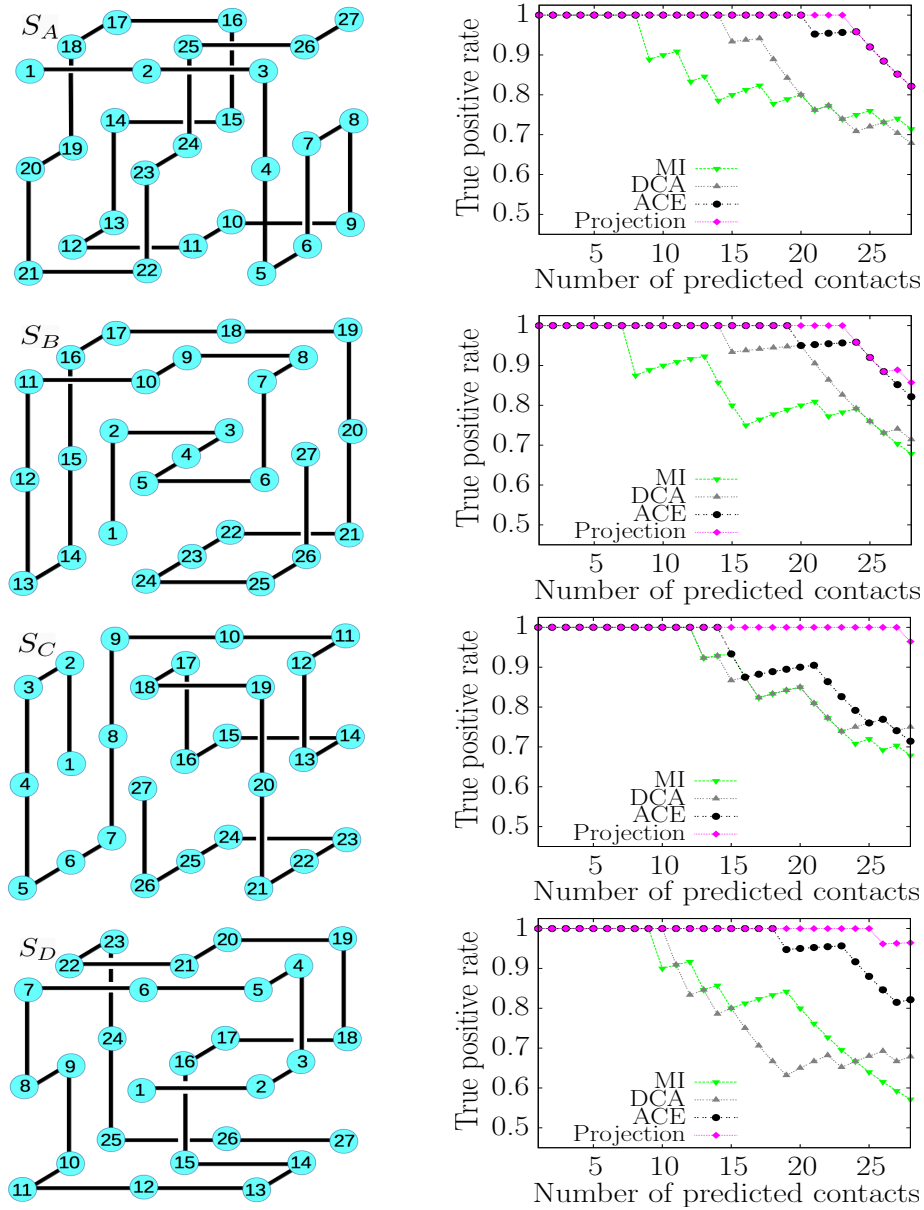 S_A
17 16 27
18 25 26
1 2 3
14 15 8
20 19 24 7
23 4
13 10 9
12 11 6
21 22 5
True positive rate
1
0.9
0.8
0.7
0.6
0.5
MI
DCA
ACE
Projection
5 10 15 20 25
Number of predicted contacts
S_B
17 18 19
16 9 8
11 10 7
2 3 20
15 4 27
12 5 6
1 22 21
14 23 26
13 24 25
True positive rate
1
0.9
0.8
0.7
0.6
0.5
MI
DCA
ACE
Projection
5 10 15 20 25
Number of predicted contacts
S_C
9 10 11
2 17 12
3 18 19
8 15 14
1 16 13
4 27 20
7 24 23
6 25 22
5 26 21
True positive rate
1
0.9
0.8
0.7
0.6
0.5
MI
DCA
ACE
Projection
5 10 15 20 25
Number of predicted contacts
S_D
23 20 19
22 21 4
7 6 5
24 17 18
9 16 3
8 1 2
25 26 27
10 15 14
11 12 13
True positive rate
1
0.9
0.8
0.7
0.6
0.5
MI
DCA
ACE
Projection
5 10 15 20 25
Number of predicted contacts